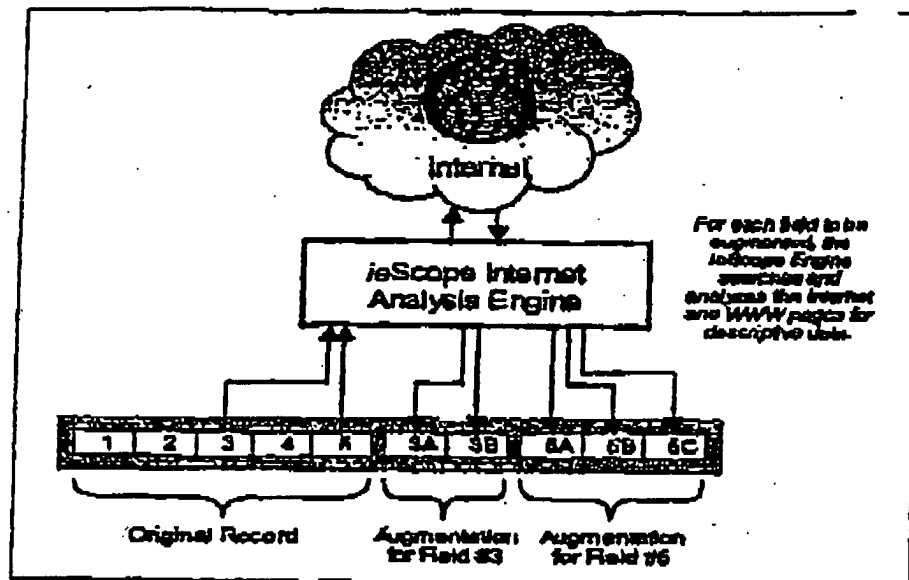 Internet
ieScope Internet
Analysis Engine
For each field to be
augmented, the
ieScope Engine
searches and
analyzes the Internet
and WWW pages for
descriptive data.
1 2 3 4 5 3A 3B 5A 5B 5C
Original Record
Augmentation
for Field #3
Augmentation
for Field #5